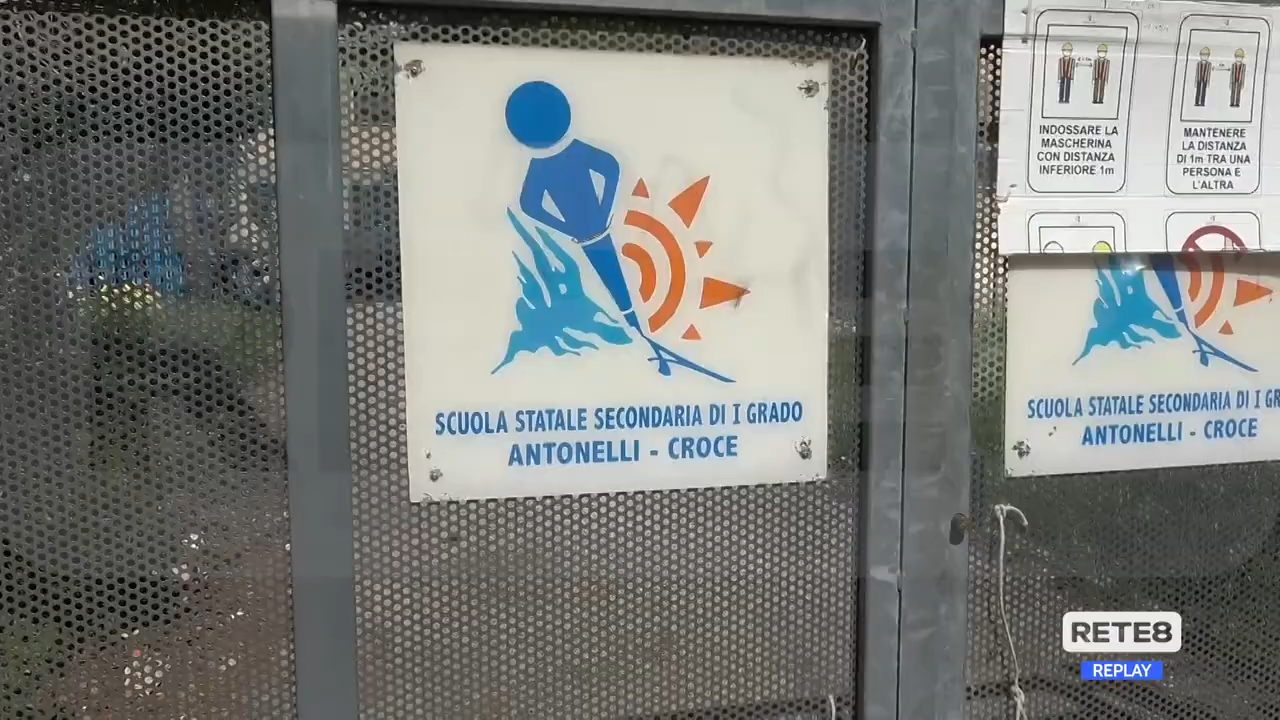 INDOSSARE LA
MASCHERINA
CON DISTANZA
INFERIORE 1m
MANTENERE
LA DISTANZA
DI 1m TRA UNA
PERSONA E
L'ALTRA
SCUOLA STATALE SECONDARIA DI I GRADO
ANTONELLI - CROCE
SCUOLA STATALE SECONDARIA DI I GR
ANTONELLI - CROCE
RETE8
REPLAY